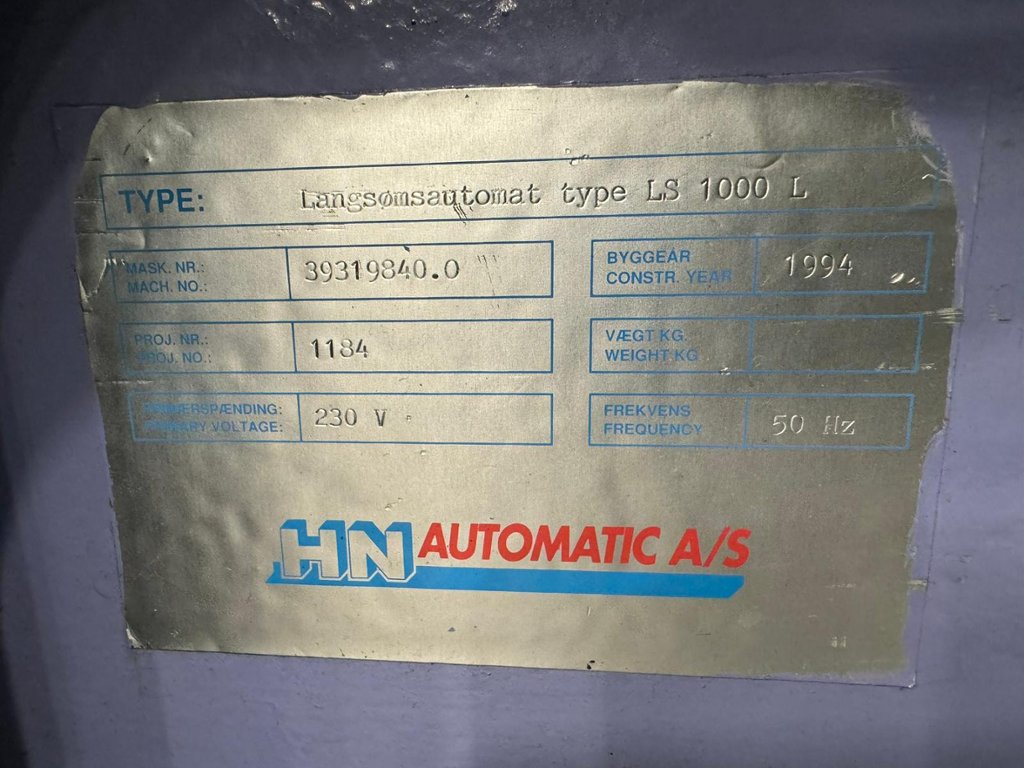 TYPE: Langsømsautomat type LS 1000 L
MASK. NR.:
MACH. NO.: 39319840.0
BYGGEÅR
CONSTR. YEAR 1994
PROJ. NR.:
PROJ. NO.: 1184
VÆGT KG.
WEIGHT KG
PRIMÆRSPÆNDING:
PRIMARY VOLTAGE: 230 V
FREKVENS
FREQUENCY 50 Hz
HN AUTOMATIC A/S